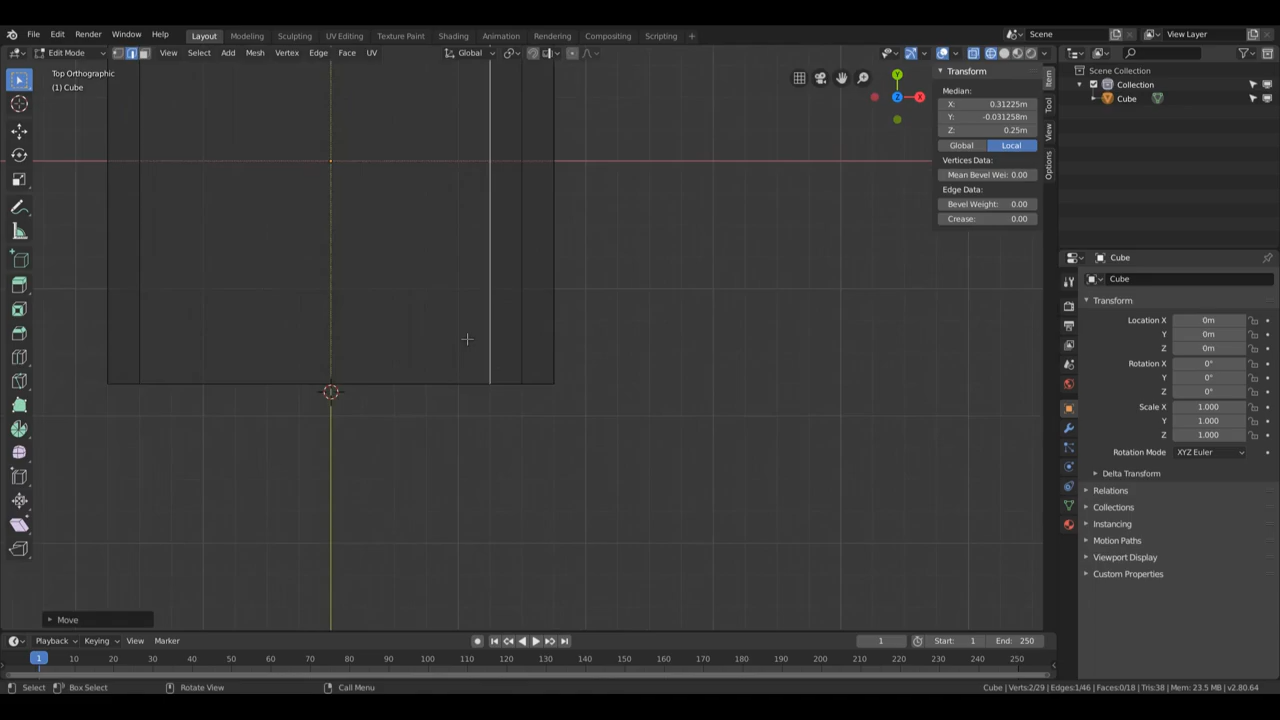 File Edit Render Window Help Layout Modeling Sculpting UV Editing Texture Paint Shading Animation Rendering Compositing Scripting Scene View Layer
Edit Mode View Select Add Mesh Vertex Edge Face UV Global
Top Orthographic
(1) Cube
Transform
Median:
X: 0.31225m
Y: -0.031258m
Z: 0.25m
Global Local
Vertices Data:
Mean Bevel Wei: 0.00
Edge Data:
Bevel Weight: 0.00
Crease: 0.00
Item
Tool
View
Options
Y
Z
X
Scene Collection
Collection
Cube
Cube
Cube
Transform
Location X 0m
Y 0m
Z 0m
Rotation X 0°
Y 0°
Z 0°
Scale X 1.000
Y 1.000
Z 1.000
Rotation Mode XYZ Euler
Delta Transform
Relations
Collections
Instancing
Motion Paths
Viewport Display
Custom Properties
Move
Playback Keying View Marker 1 Start: 1 End: 250
1 10 20 30 40 50 60 70 80 90 100 110 120 130 140 150 160 170 180 190 200 210 220 230 240 250
Select Box Select Rotate View Call Menu Cube | Verts:2/29 | Edges:1/46 | Faces:0/18 | Tris:38 | Mem: 23.5 MB | v2.80.64